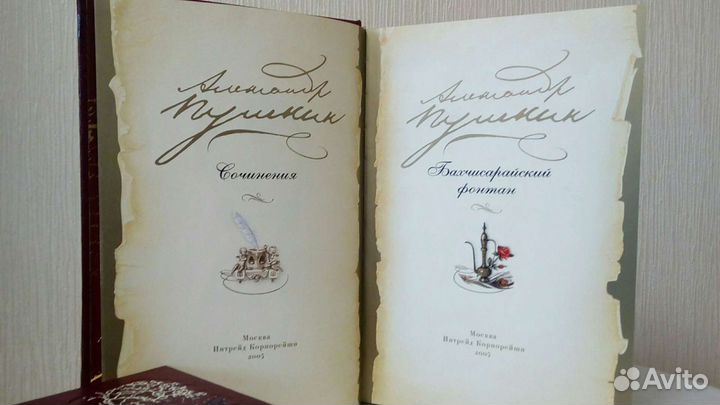 Александр
Пушкин
Сочинения
Москва
Интрейд Корпорейшн
2005
Александр
Пушкин
Бахчисарайский
фонтан
Москва
Интрейд Корпорейшн
2005
Avito